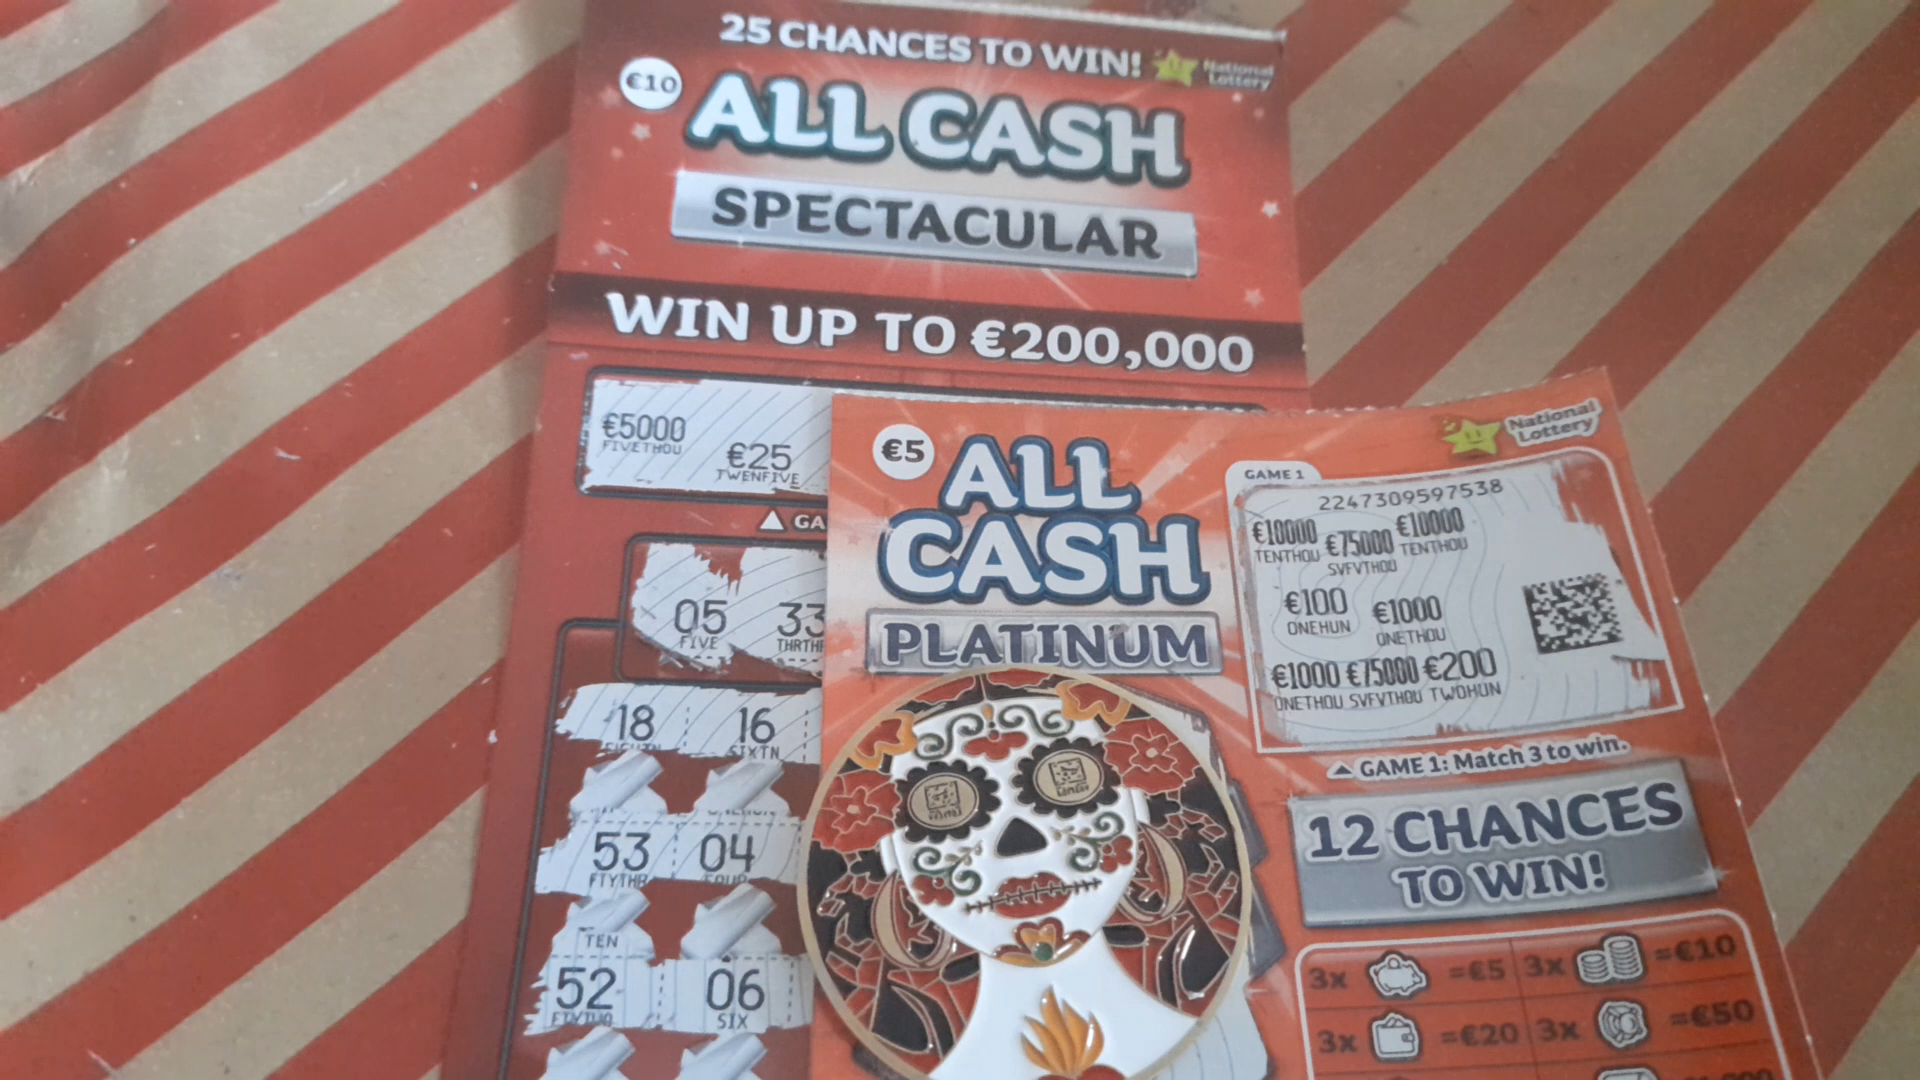 25 CHANCES TO WIN!
National
Lottery
€10
ALL CASH
SPECTACULAR
WIN UP TO €200,000
€5000
FIVETHOU
€25
TWENFIVE
GA
05
FIVE
33
THRTH
18
16
SIXTN
53
FTYTHR
04
FOUR
TEN
52
FTYTWO
06
SIX
€5
ALL
CASH
PLATINUM
National
Lottery
GAME 1
2247309597538
€10000 €75000 €10000
TENTHOU SVFVTHOU TENTHOU
€100 €1000
ONEHUN ONETHOU
€1000 €75000 €200
ONETHOU SVFVTHOU TWOHUN
GAME 1: Match 3 to win.
12 CHANCES
TO WIN!
3x =€5 3x =€10
3x =€20 3x =€50